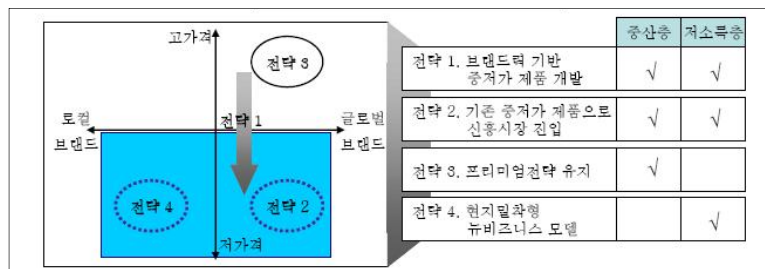 고가격
전략 3
로컬
브랜드
전략 1
글로벌
브랜드
전략 4
전략 2
저가격
중산층 저소득층
전략 1. 브랜드력 기반
중저가 제품 개발
√ √
전략 2. 기존 중저가 제품으로
신흥시장 진입
√ √
전략 3. 프리미엄전략 유지
√
전략 4. 현지밀착형
뉴비즈니스 모델
√